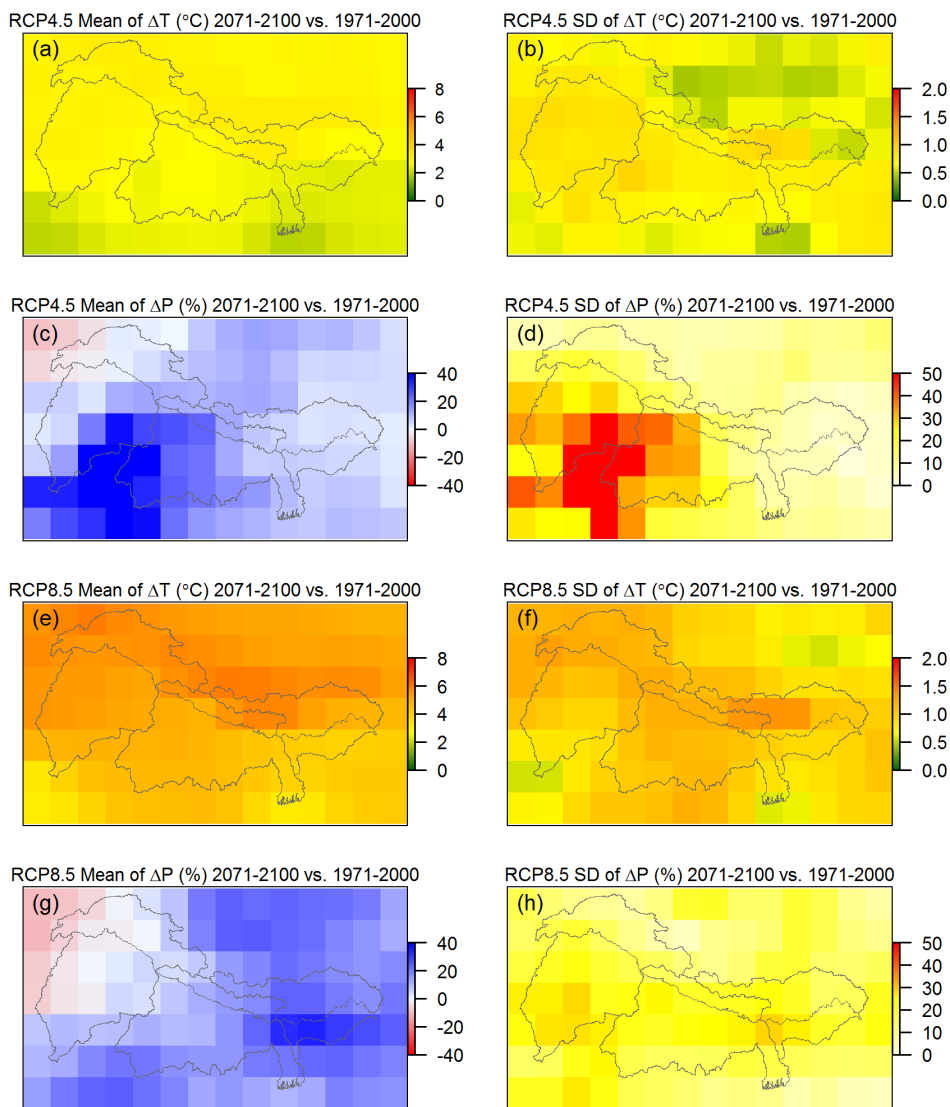 RCP4.5 Mean of ΔT (°C) 2071-2100 vs. 1971-2000
(a)
8
6
4
2
0
RCP4.5 SD of ΔT (°C) 2071-2100 vs. 1971-2000
(b)
2.0
1.5
1.0
0.5
0.0
RCP4.5 Mean of ΔP (%) 2071-2100 vs. 1971-2000
(c)
40
20
0
-20
-40
RCP4.5 SD of ΔP (%) 2071-2100 vs. 1971-2000
(d)
50
40
30
20
10
0
RCP8.5 Mean of ΔT (°C) 2071-2100 vs. 1971-2000
(e)
8
6
4
2
0
RCP8.5 SD of ΔT (°C) 2071-2100 vs. 1971-2000
(f)
2.0
1.5
1.0
0.5
0.0
RCP8.5 Mean of ΔP (%) 2071-2100 vs. 1971-2000
(g)
40
20
0
-20
-40
RCP8.5 SD of ΔP (%) 2071-2100 vs. 1971-2000
(h)
50
40
30
20
10
0